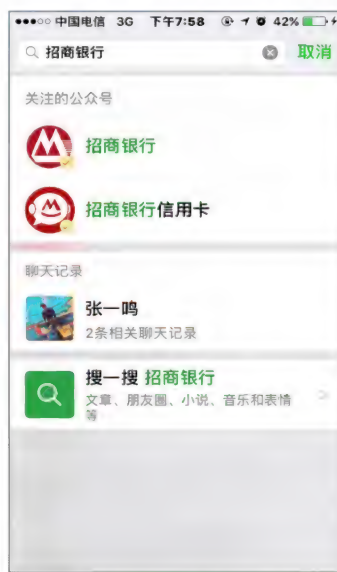 中国电信 3G 下午7:58 42%
招商银行 取消
关注的公众号
招商银行
招商银行信用卡
聊天记录
张一鸣
2条相关聊天记录
搜一搜 招商银行
文章、朋友圈、小说、音乐和表情
等